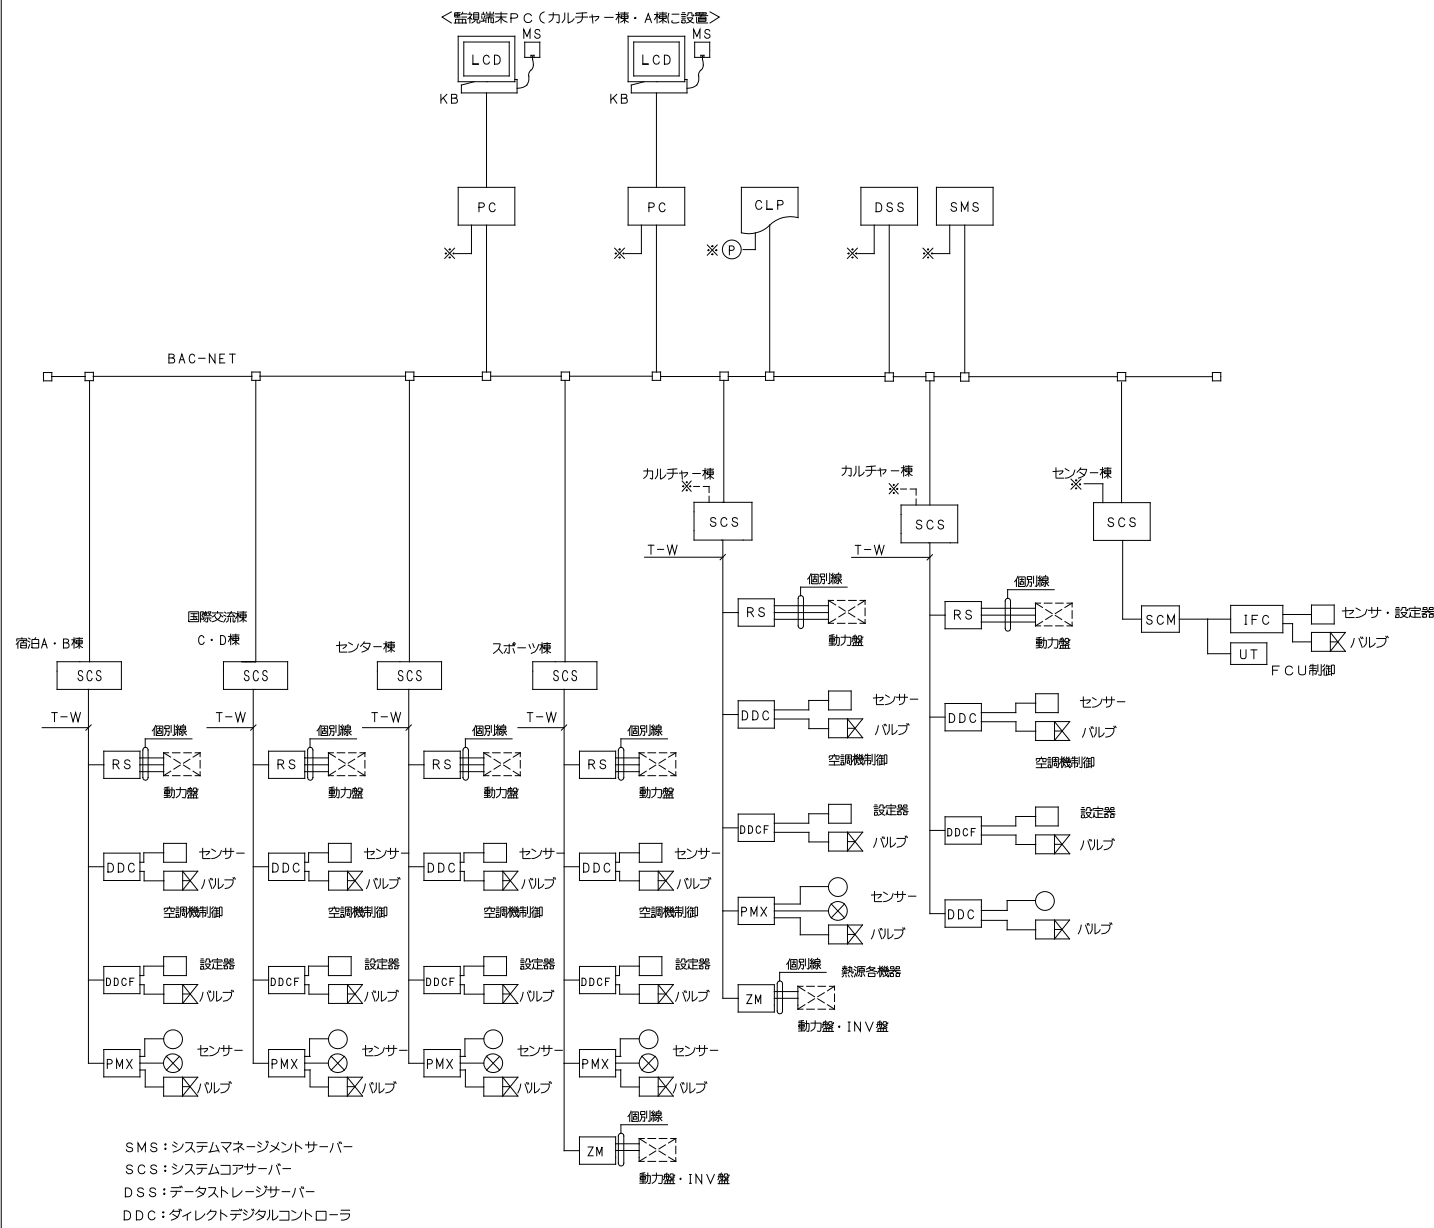 ＜監視端末ＰＣ（カルチャー棟・Ａ棟に設置＞
MS
MS
LCD
LCD
KB
KB
PC
PC
CLP
DSS
SMS
※
※
※ P
※
※
BAC-NET
カルチャー棟
カルチャー棟
センター棟
※
※
※
SCS
SCS
SCS
T-W
T-W
個別線
個別線
RS
RS
動力盤
動力盤
SCM
IFC
センサ・設定器
UT
バルブ
ＦＣＵ制御
国際交流棟
Ｃ・Ｄ棟
宿泊Ａ・Ｂ棟
センター棟
スポーツ棟
SCS
SCS
SCS
SCS
T-W
T-W
T-W
T-W
DDC
センサー
バルブ
空調機制御
DDC
センサー
バルブ
空調機制御
個別線
個別線
個別線
個別線
RS
RS
RS
RS
動力盤
動力盤
動力盤
動力盤
DDCF
設定器
バルブ
DDCF
設定器
バルブ
DDC
センサー
バルブ
空調機制御
DDC
センサー
バルブ
空調機制御
DDC
センサー
バルブ
空調機制御
DDC
センサー
バルブ
空調機制御
PMX
センサー
バルブ
DDC
バルブ
DDCF
設定器
バルブ
DDCF
設定器
バルブ
DDCF
設定器
バルブ
DDCF
設定器
バルブ
個別線
熱源各機器
ZM
動力盤・ＩＮＶ盤
PMX
センサー
バルブ
PMX
センサー
バルブ
PMX
センサー
バルブ
PMX
センサー
バルブ
個別線
ZM
動力盤・ＩＮＶ盤
ＳＭＳ：システムマネージメントサーバー
ＳＣＳ：システムコアサーバー
ＤＳＳ：データストレージサーバー
ＤＤＣ：ダイレクトデジタルコントローラ